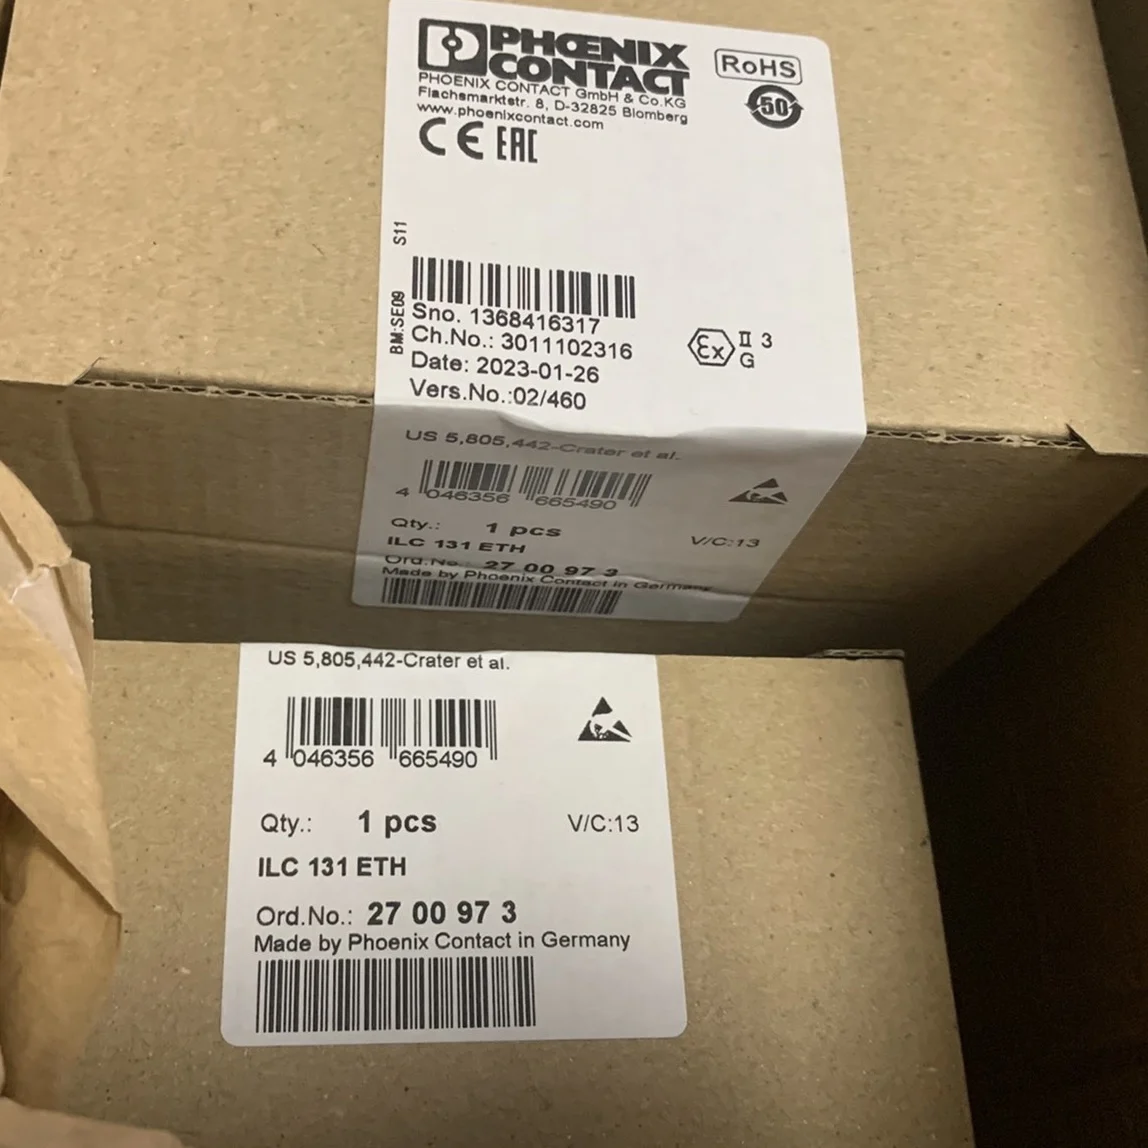 PHŒNIX
CONTACT
RoHS
50
PHOENIX CONTACT GmbH & Co.KG
Flachsmarktstr. 8, D-32825 Blomberg
www.phoenixcontact.com
CE EAC
S11
BM:SE09
Sno. 1368416317
Ch.No.: 3011102316
Date: 2023-01-26
Vers.No.:02/460
Ex II 3
G
US 5,805,442-Crater et al.
4 046356 665490
Qty.: 1 pcs
V/C:13
ILC 131 ETH
Ord.No.: 27 00 97 3
Made by Phoenix Contact in Germany
US 5,805,442-Crater et al.
4 046356 665490
Qty.: 1 pcs V/C:13
ILC 131 ETH
Ord.No.: 27 00 97 3
Made by Phoenix Contact in Germany